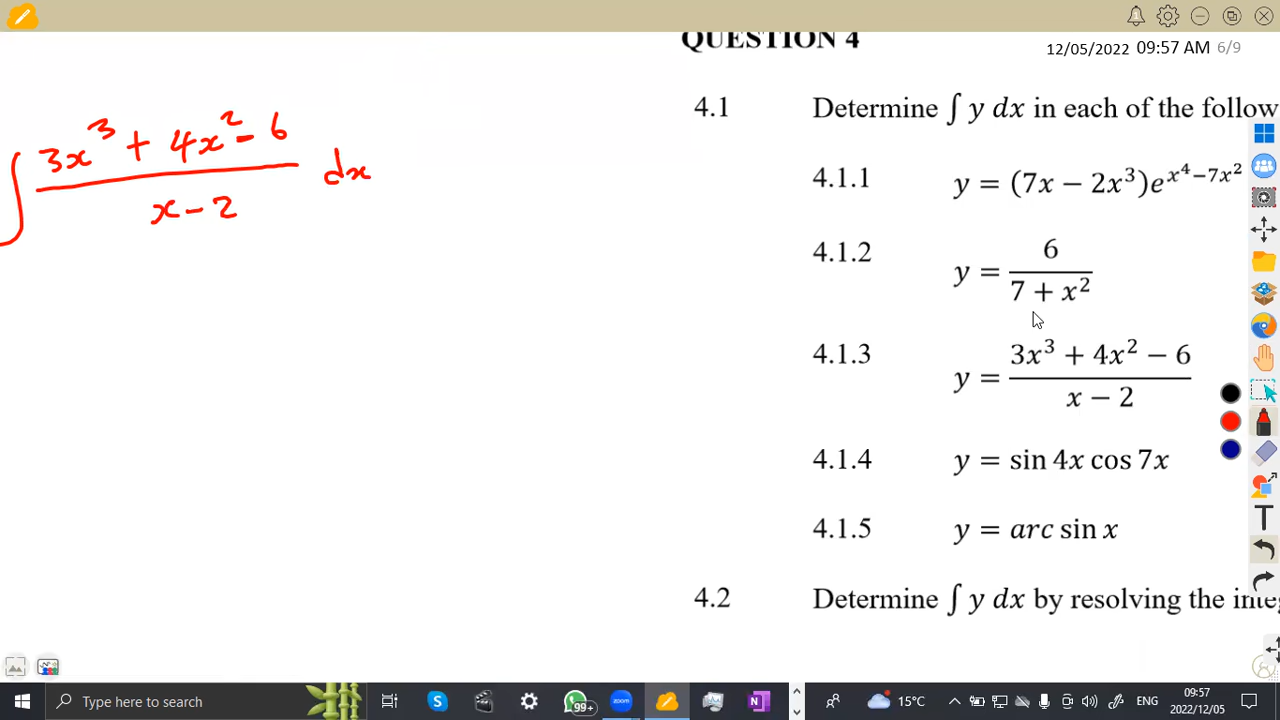 QUESTION 4
12/05/2022 09:57 AM 6/9
4.1 Determine ∫ y dx in each of the follow
4.1.1 y = (7x − 2x³)e^{x⁴−7x²}
4.1.2 y = 6/(7 + x²)
4.1.3 y = (3x³ + 4x² − 6)/(x − 2)
4.1.4 y = sin 4x cos 7x
4.1.5 y = arc sin x
4.2 Determine ∫ y dx by resolving the inte
∫ (3x³ + 4x² − 6)/(x − 2) dx
T
Type here to search
99+
zoom
N
15°C
ENG
09:57
2022/12/05